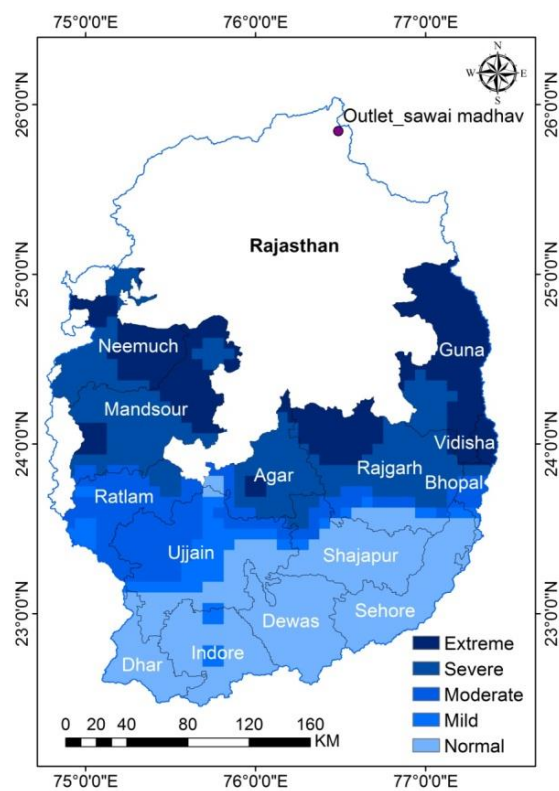 75°0'0"E 76°0'0"E 77°0'0"E
N
W E
S
26°0'0"N
26°0'0"N
Outlet_sawai madhav
Rajasthan
25°0'0"N
25°0'0"N
Neemuch
Guna
Mandsour
Vidisha
24°0'0"N
24°0'0"N
Agar
Rajgarh
Bhopal
Ratlam
Ujjain
Shajapur
23°0'0"N
23°0'0"N
Dewas
Sehore
Indore
Dhar
Extreme
Severe
Moderate
Mild
Normal
0 20 40 80 120 160
KM
75°0'0"E 76°0'0"E 77°0'0"E